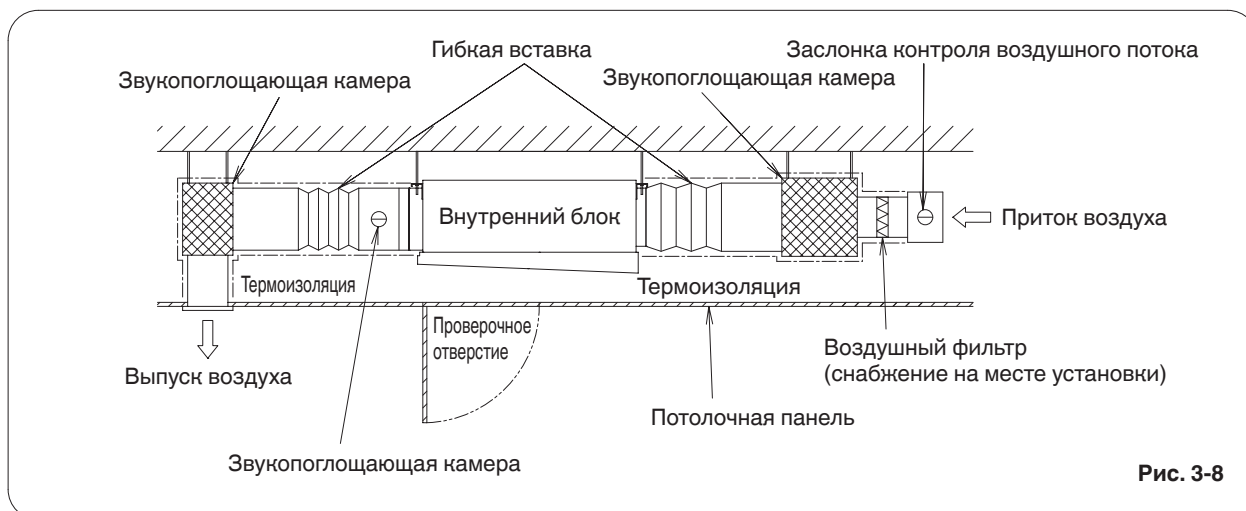 Гибкая вставка
Заслонка контроля воздушного потока
Звукопоглощающая камера
Звукопоглощающая камера
Внутренний блок
Приток воздуха
Термоизоляция
Термоизоляция
Проверочное
отверстие
Воздушный фильтр
(снабжение на месте установки)
Выпуск воздуха
Потолочная панель
Звукопоглощающая камера
Рис. 3-8